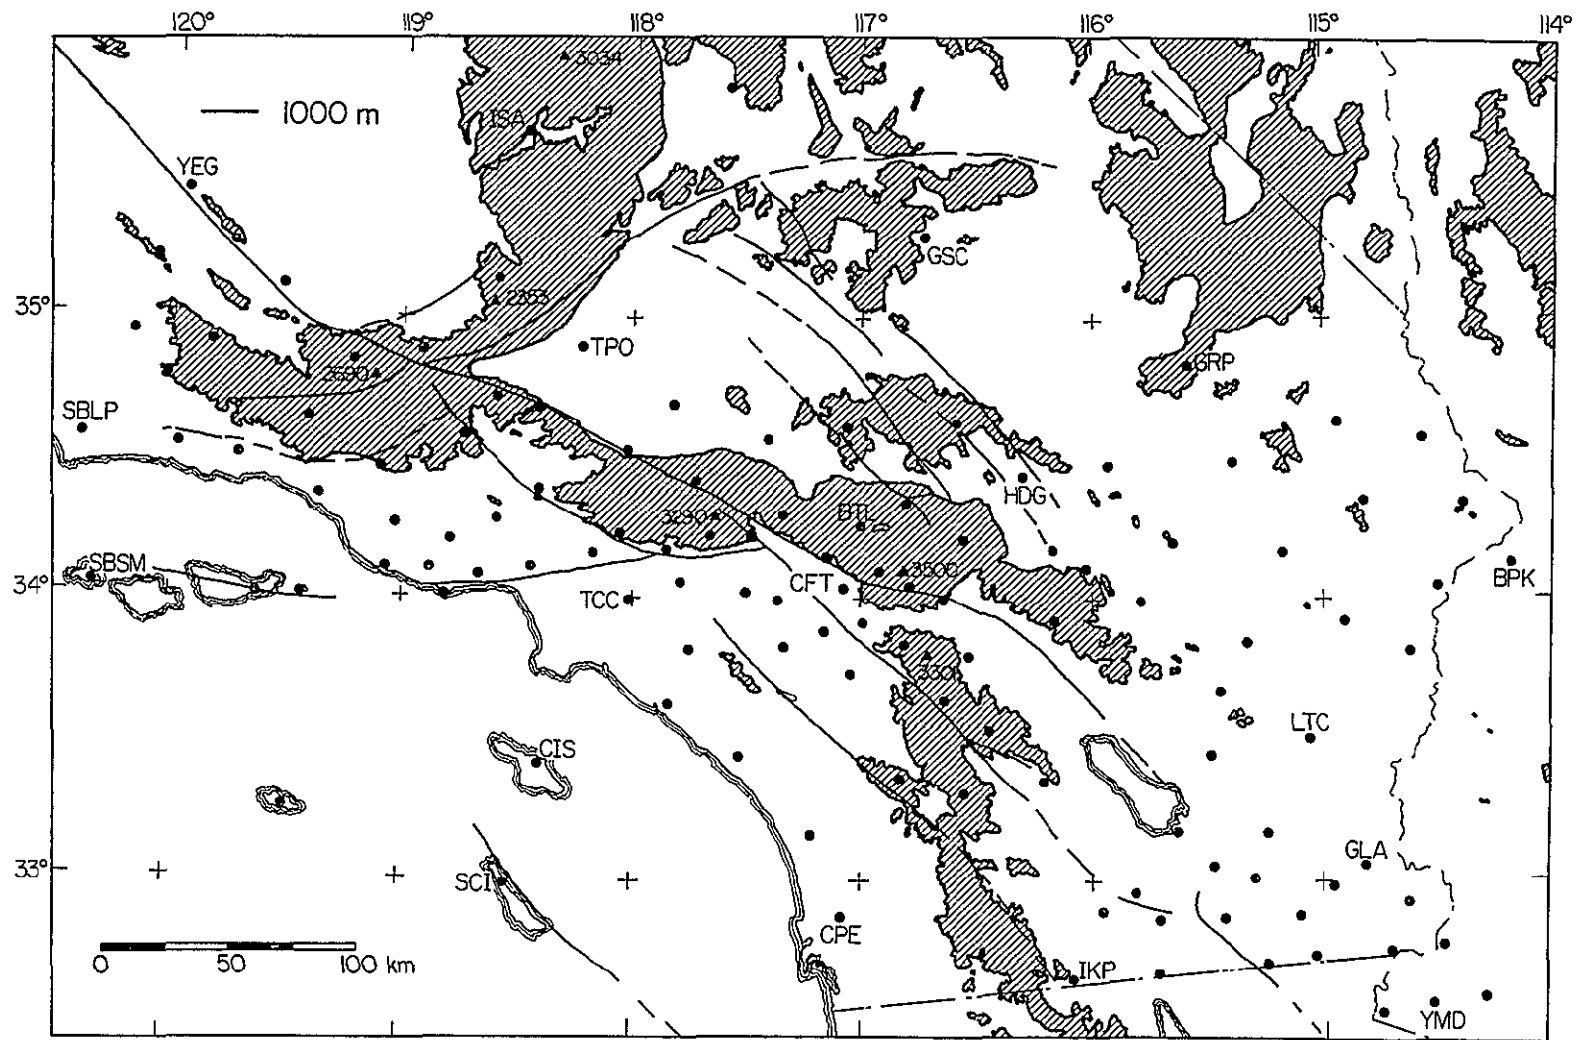 120° 119° 118° 117° 116° 115° 114°
3034
1000 m
ISA
YEG
GSC
35°
2353
TPO
GRP
2690
SBLP
HDG
3290
BTL
SBSM
34°
CFT
3500
BPK
TCC
3301
LTC
CIS
33°
GLA
SCI
CPE
IKP
0 50 100 km
YMD